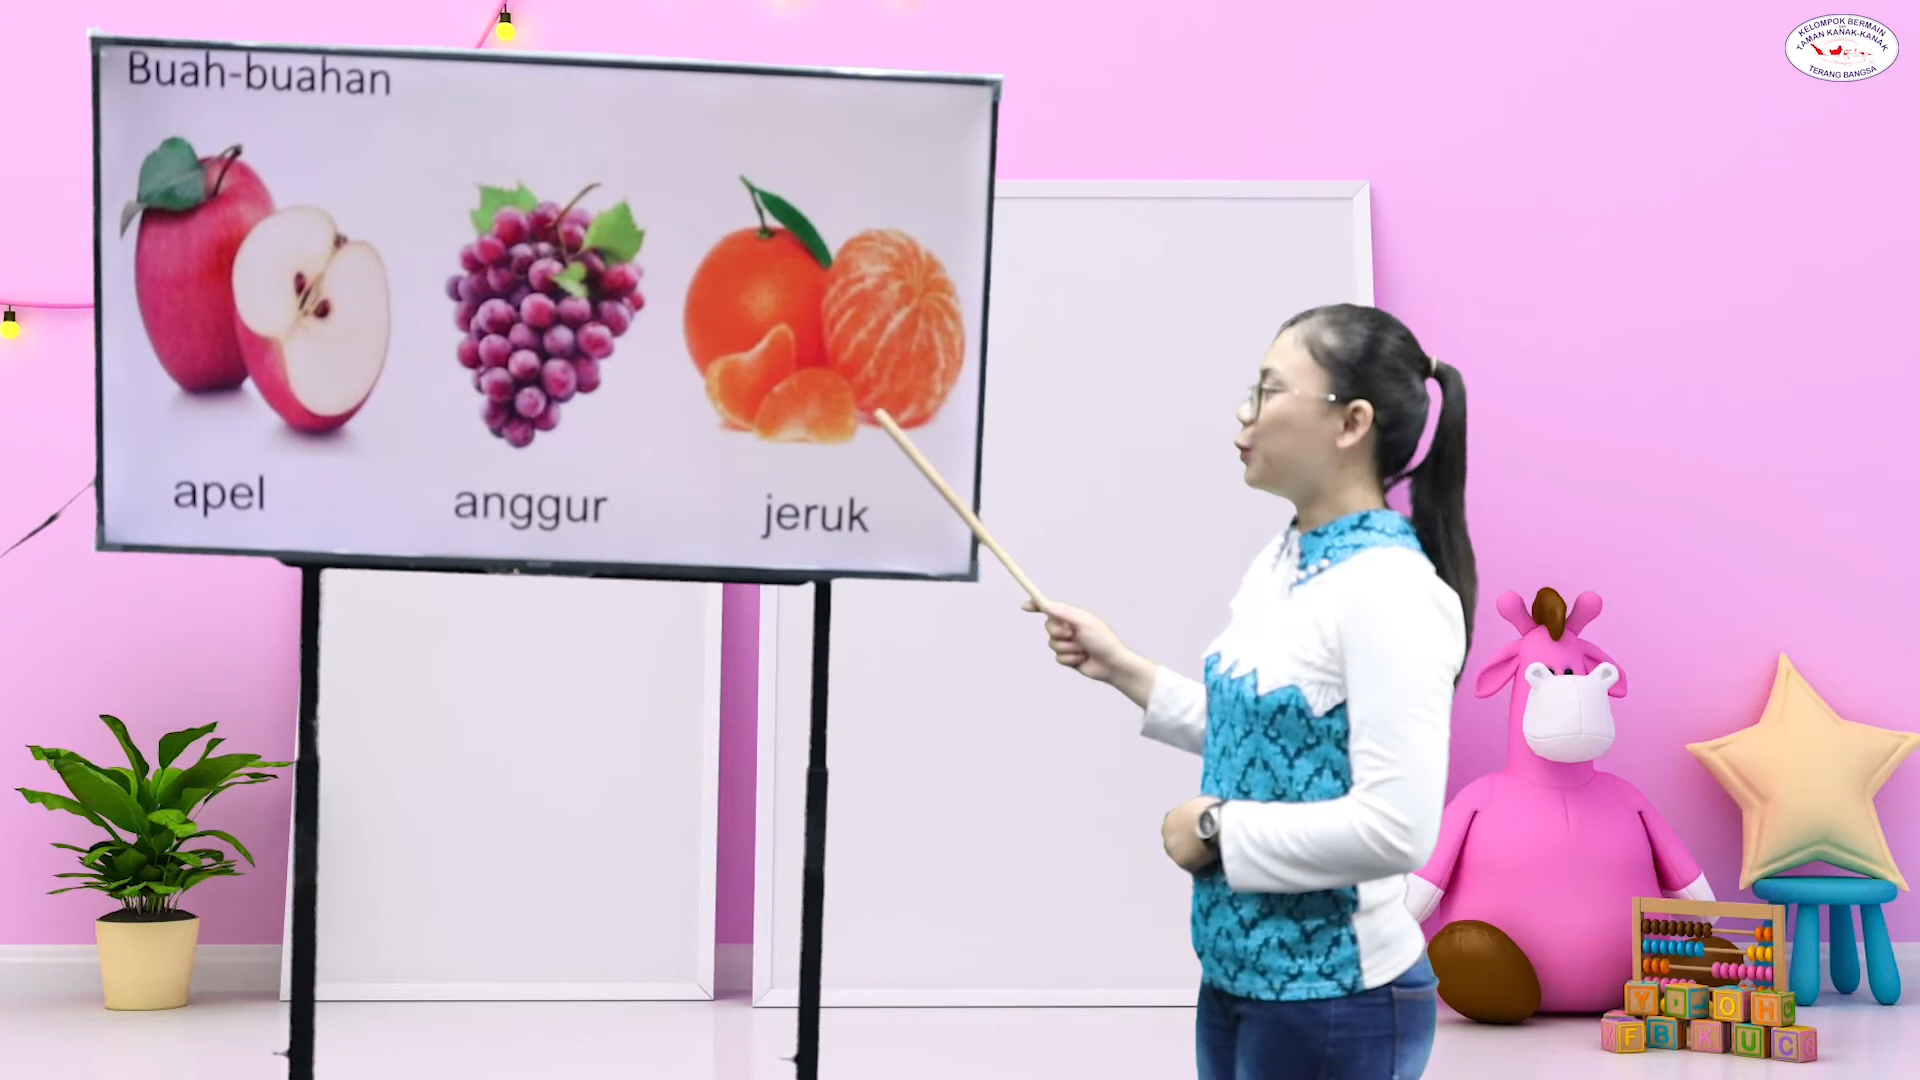 Buah-buahan
apel
anggur
jeruk
KELOMPOK BERMAIN
TAMAN KANAK-KANAK
TERANG BANGSA
Y
O
H
F
B
K
U
C